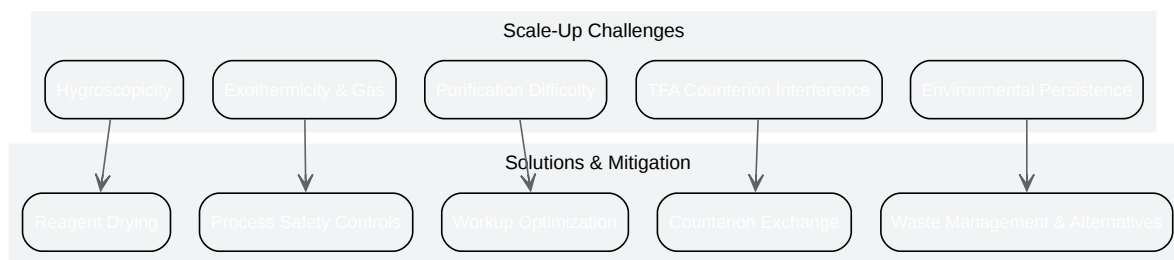 Scale-Up Challenges
Hygroscopicity
Exothermicity & Gas
Purification Difficulty
TFA Counterion Interference
Environmental Persistence
Solutions & Mitigation
Reagent Drying
Process Safety Controls
Workup Optimization
Counterion Exchange
Waste Management & Alternatives